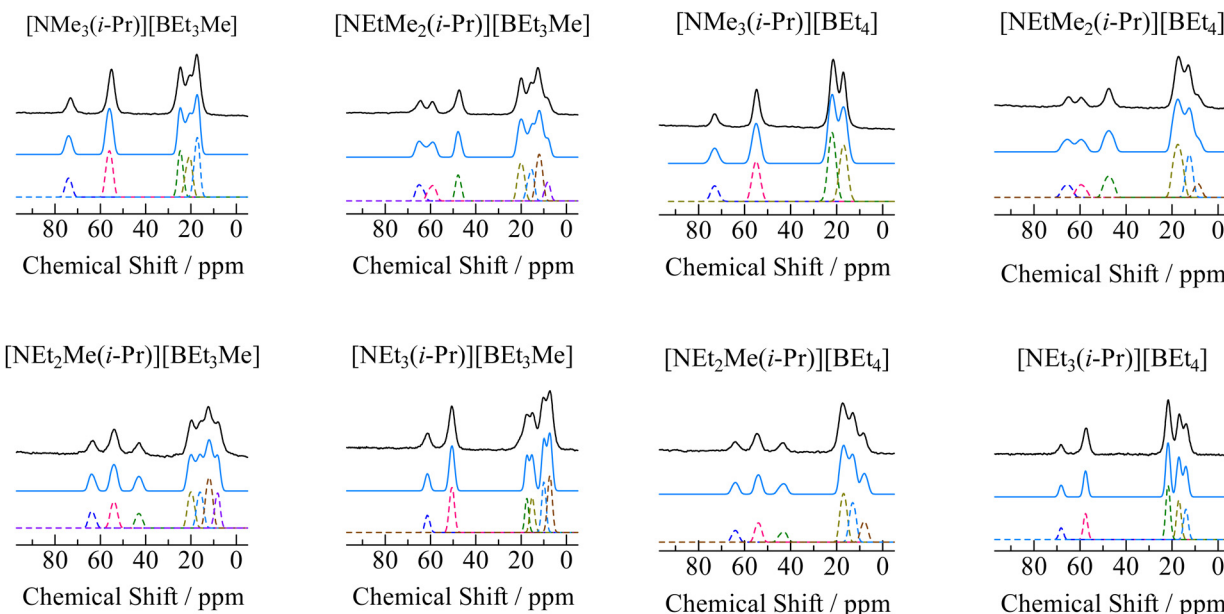 [NMe₃(i-Pr)][BEt₃Me]
80 60 40 20 0
Chemical Shift / ppm
[NEtMe₂(i-Pr)][BEt₃Me]
80 60 40 20 0
Chemical Shift / ppm
[NMe₃(i-Pr)][BEt₄]
80 60 40 20 0
Chemical Shift / ppm
[NEtMe₂(i-Pr)][BEt₄]
80 60 40 20 0
Chemical Shift / ppm
[NEt₂Me(i-Pr)][BEt₃Me]
80 60 40 20 0
Chemical Shift / ppm
[NEt₃(i-Pr)][BEt₃Me]
80 60 40 20 0
Chemical Shift / ppm
[NEt₂Me(i-Pr)][BEt₄]
80 60 40 20 0
Chemical Shift / ppm
[NEt₃(i-Pr)][BEt₄]
80 60 40 20 0
Chemical Shift / ppm